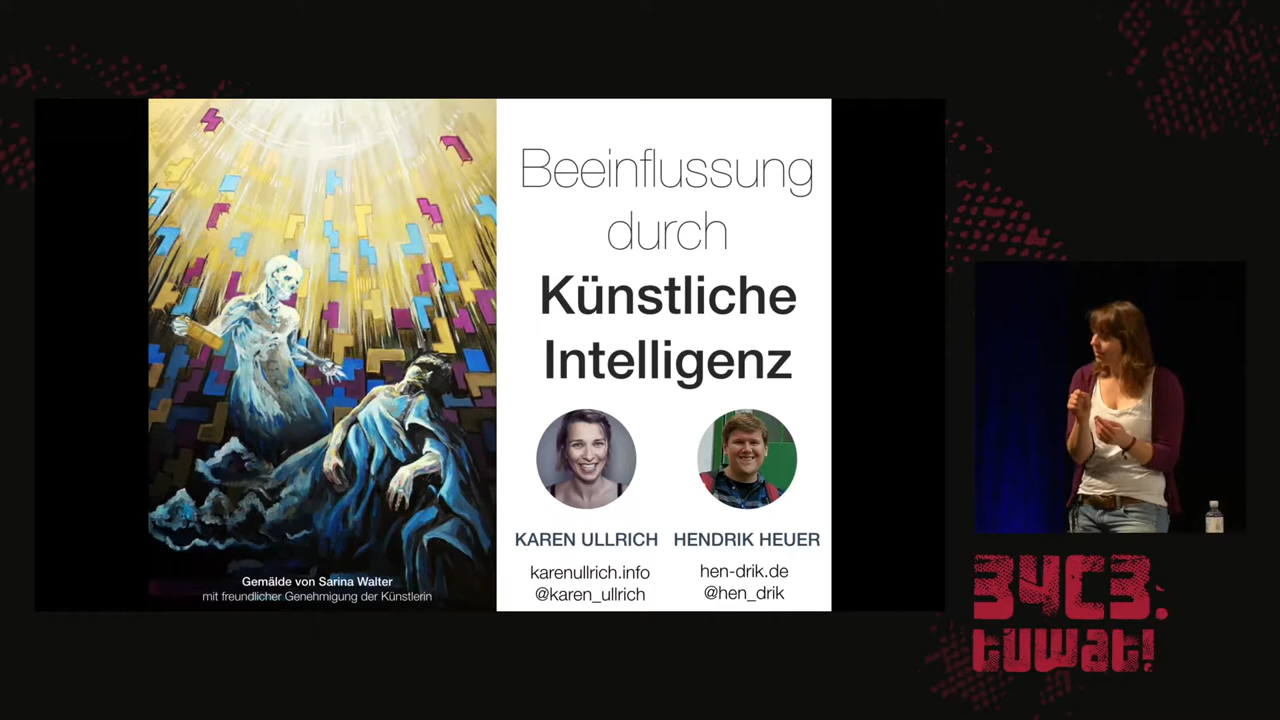 Beeinflussung
durch
Künstliche
Intelligenz
KAREN ULLRICH
karenullrich.info
@karen_ullrich
HENDRIK HEUER
hen-drik.de
@hen_drik
Gemälde von Sarina Walter
mit freundlicher Genehmigung der Künstlerin
34C3.
tuwat!